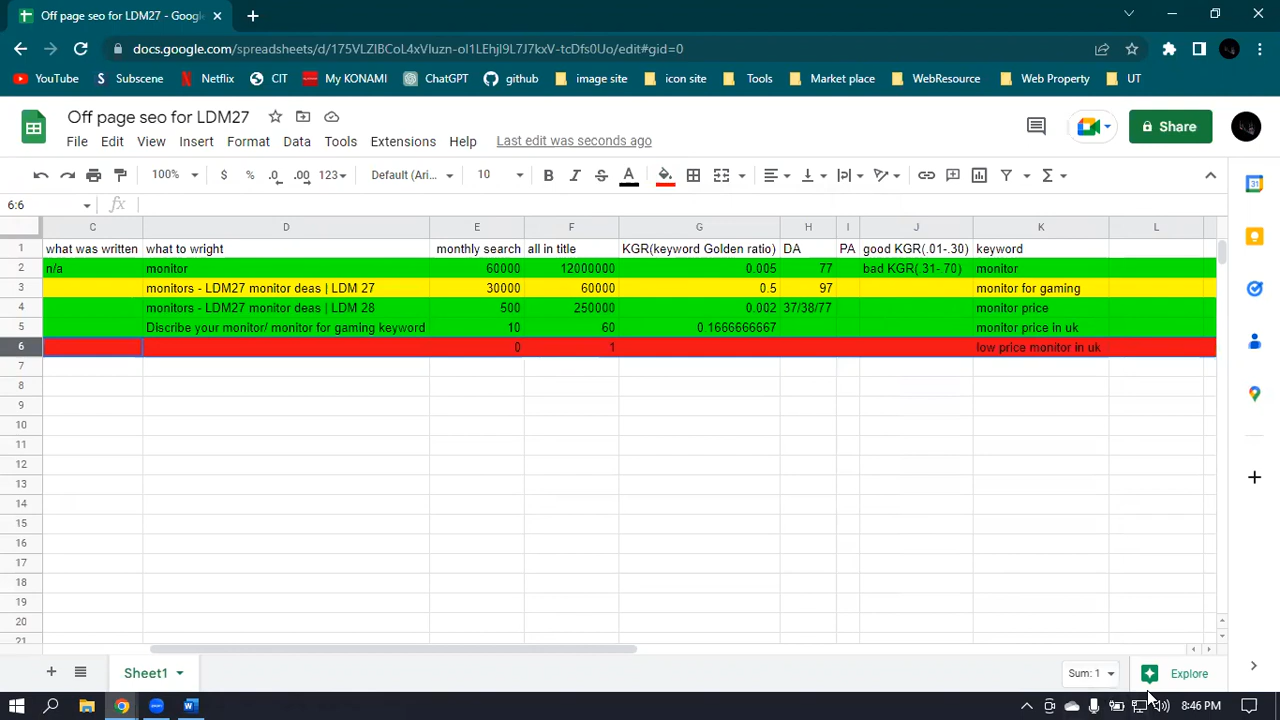 Off page seo for LDM27 - Google
docs.google.com/spreadsheets/d/175VLZIBCoL4xVIuzn-ol1LEhjl9L7J7kxV-tcDfs0Uo/edit#gid=0
YouTube Subscene Netflix CIT My KONAMI ChatGPT github image site icon site Tools Market place WebResource Web Property UT
Off page seo for LDM27
File Edit View Insert Format Data Tools Extensions Help Last edit was seconds ago
Share
100% $ % .0 .00 123 Default (Ari... 10 B I S A
6:6 fx
C D E F G H I J K L
1 what was written what to wright monthly search all in title KGR(keyword Golden ratio) DA PA good KGR(.01-.30) keyword
2 n/a monitor 60000 12000000 0.005 77 bad KGR(.31-.70) monitor
3 monitors - LDM27 monitor deas | LDM 27 30000 60000 0.5 97 monitor for gaming
4 monitors - LDM27 monitor deas | LDM 28 500 250000 0.002 37/38/77 monitor price
5 Discribe your monitor/ monitor for gaming keyword 10 60 0 1666666667 monitor price in uk
6 0 1 low price monitor in uk
7
8
9
10
11
12
13
14
15
16
17
18
19
20
21
Sheet1 Sum: 1 Explore
8:46 PM